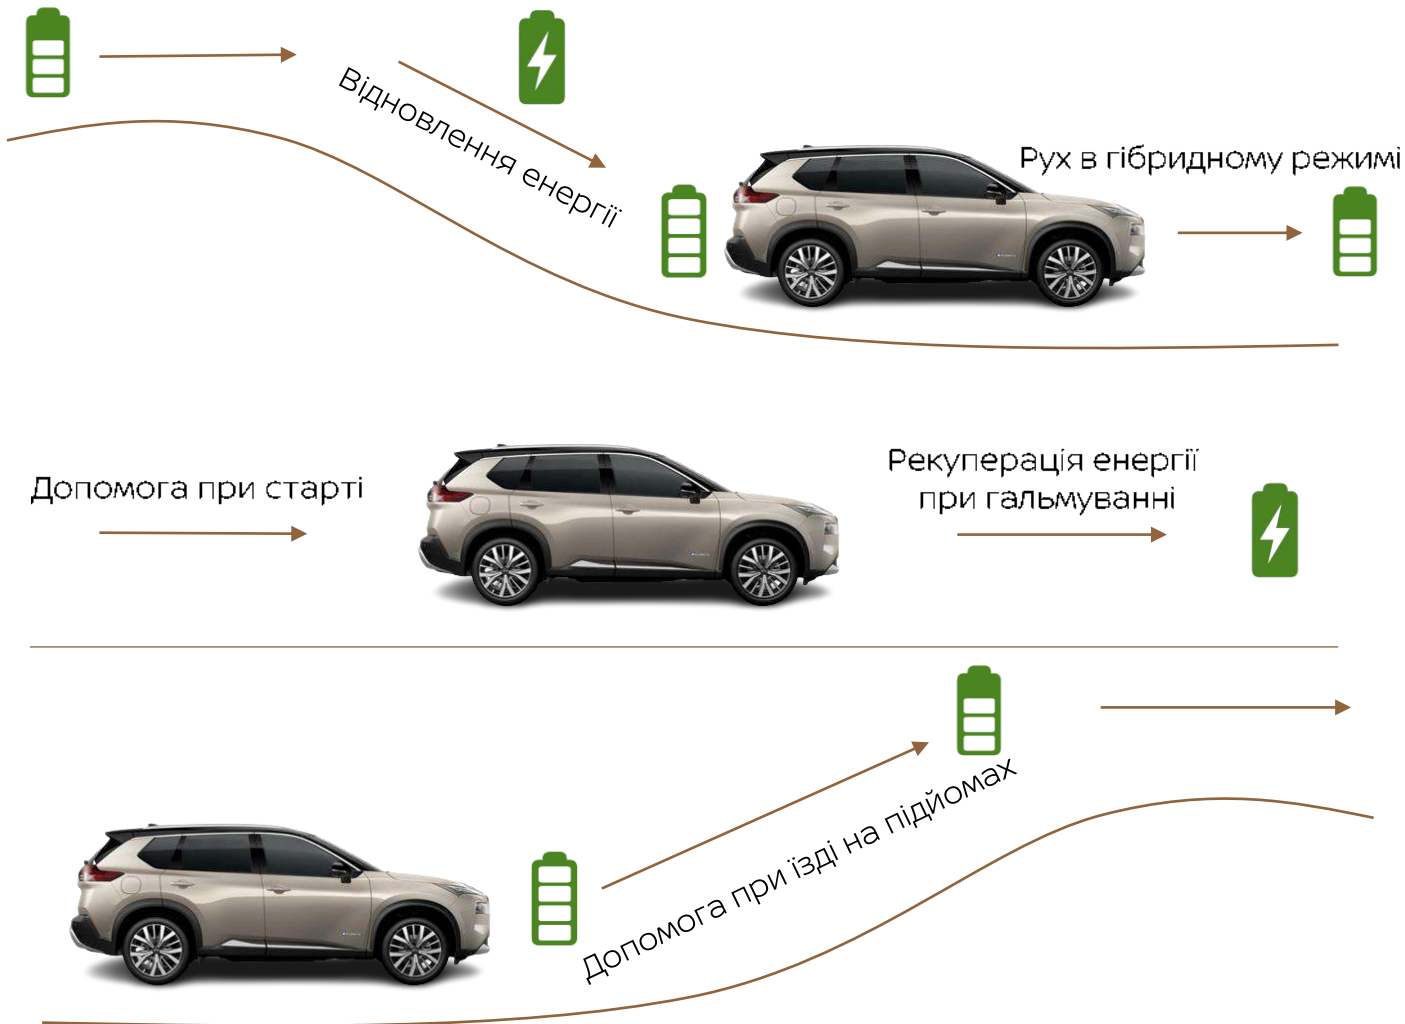 Відновлення енергії
Рух в гібридному режимі
Допомога при старті
Рекуперація енергії
при гальмуванні
Допомога при їзді на підйомах